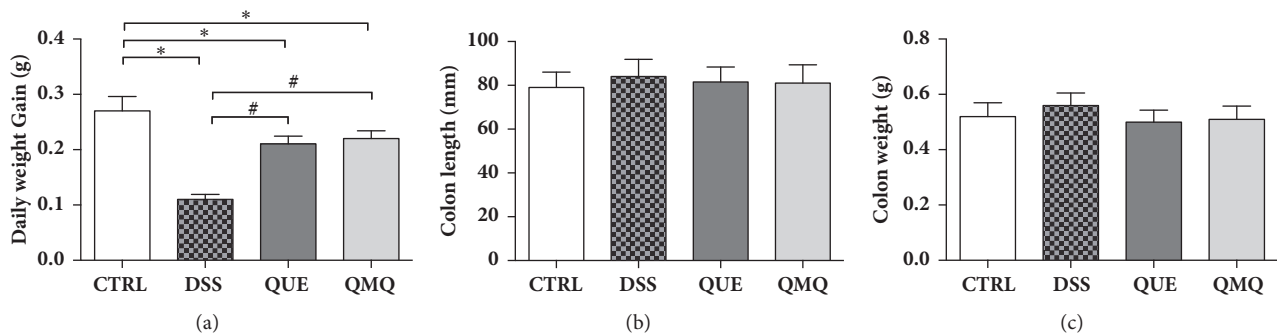 Daily weight Gain (g)
0.4
0.3
0.2
0.1
0.0
*
*
*
#
#
CTRL DSS QUE QMQ
(a)
Colon length (mm)
100
80
60
40
20
0
CTRL DSS QUE QMQ
(b)
Colon weight (g)
0.8
0.6
0.4
0.2
0.0
CTRL DSS QUE QMQ
(c)